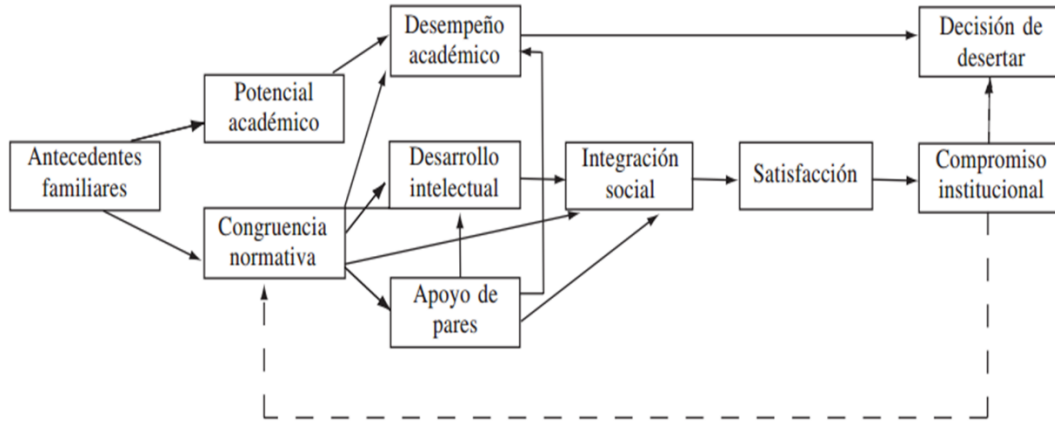 Desempeño
académico
Decisión de
desertar
Potencial
académico
Antecedentes
familiares
Desarrollo
intelectual
Integración
social
Satisfacción
Compromiso
institucional
Congruencia
normativa
Apoyo de
pares